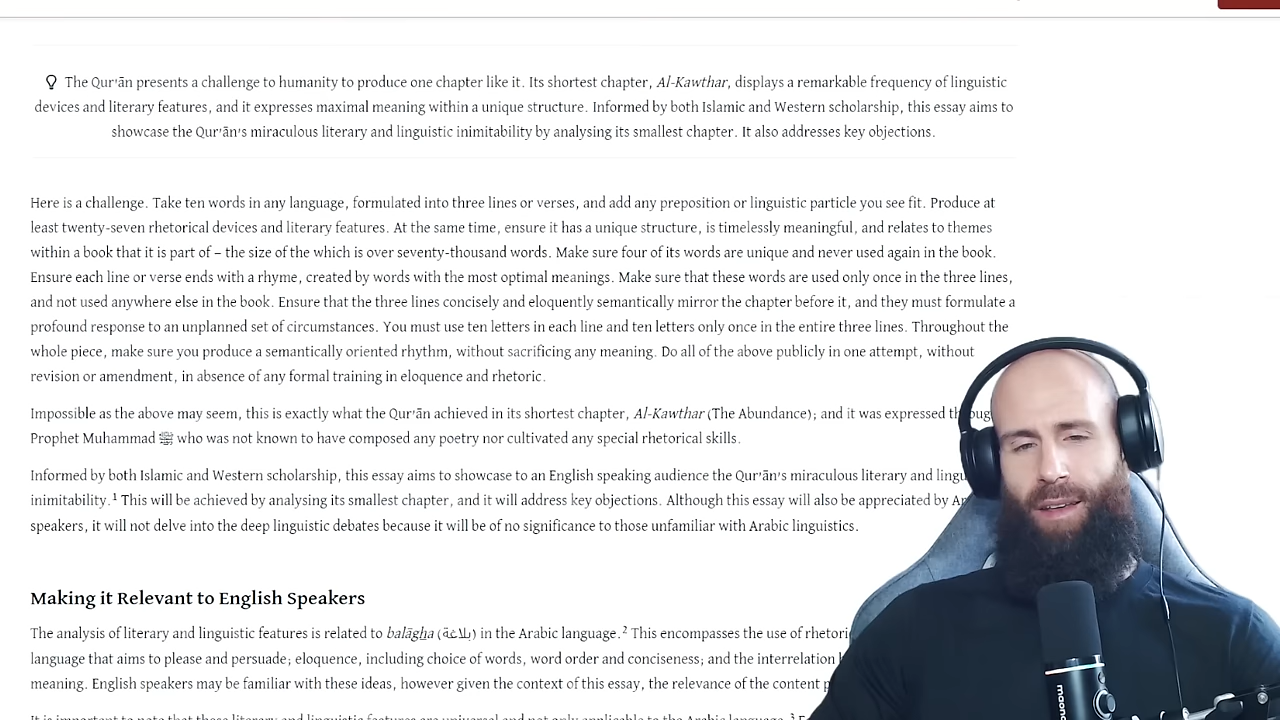 The Qur'ān presents a challenge to humanity to produce one chapter like it. Its shortest chapter, Al-Kawthar, displays a remarkable frequency of linguistic
devices and literary features, and it expresses maximal meaning within a unique structure. Informed by both Islamic and Western scholarship, this essay aims to
showcase the Qur'ān's miraculous literary and linguistic inimitability by analysing its smallest chapter. It also addresses key objections.
Here is a challenge. Take ten words in any language, formulated into three lines or verses, and add any preposition or linguistic particle you see fit. Produce at
least twenty-seven rhetorical devices and literary features. At the same time, ensure it has a unique structure, is timelessly meaningful, and relates to themes
within a book that it is part of – the size of the which is over seventy-thousand words. Make sure four of its words are unique and never used again in the book.
Ensure each line or verse ends with a rhyme, created by words with the most optimal meanings. Make sure that these words are used only once in the three lines,
and not used anywhere else in the book. Ensure that the three lines concisely and eloquently semantically mirror the chapter before it, and they must formulate a
profound response to an unplanned set of circumstances. You must use ten letters in each line and ten letters only once in the entire three lines. Throughout the
whole piece, make sure you produce a semantically oriented rhythm, without sacrificing any meaning. Do all of the above publicly in one attempt, without
revision or amendment, in absence of any formal training in eloquence and rhetoric.
Impossible as the above may seem, this is exactly what the Qur'ān achieved in its shortest chapter, Al-Kawthar (The Abundance); and it was expressed
Prophet Muhammad ﷺ who was not known to have composed any poetry nor cultivated any special rhetorical skills.
Informed by both Islamic and Western scholarship, this essay aims to showcase to an English speaking audience the Qur'ān's miraculous literary and
inimitability.¹ This will be achieved by analysing its smallest chapter, and it will address key objections. Although this essay will also be appreciated by
speakers, it will not delve into the deep linguistic debates because it will be of no significance to those unfamiliar with Arabic linguistics.
Making it Relevant to English Speakers
The analysis of literary and linguistic features is related to balāgha (بلاغة) in the Arabic language.² This encompasses the use of
language that aims to please and persuade; eloquence, including choice of words, word order and conciseness; and the interrelation
meaning. English speakers may be familiar with these ideas, however given the context of this essay, the relevance of the content
It is important to note that these literary and linguistic features are universal and not only applicable to the Arabic language.³
maono